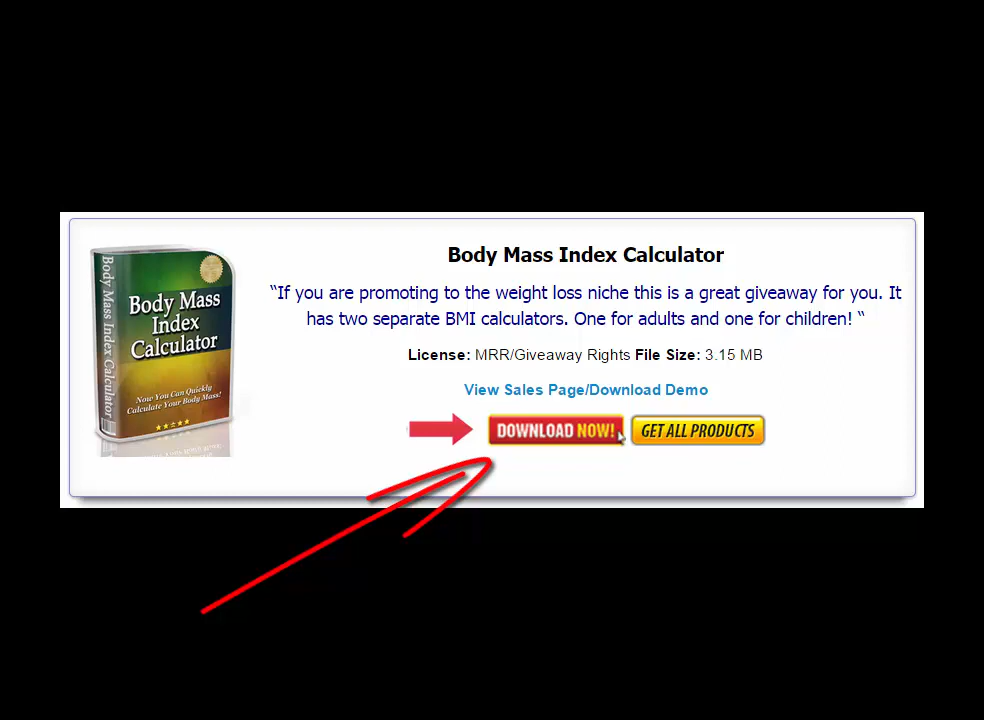 Body Mass Index Calculator
“If you are promoting to the weight loss niche this is a great giveaway for you. It
has two separate BMI calculators. One for adults and one for children! “
License: MRR/Giveaway Rights File Size: 3.15 MB
View Sales Page/Download Demo
DOWNLOAD NOW!
GET ALL PRODUCTS
Body Mass Index Calculator
Body Mass
Index
Calculator
Now You Can Quickly
Calculate Your Body Mass!